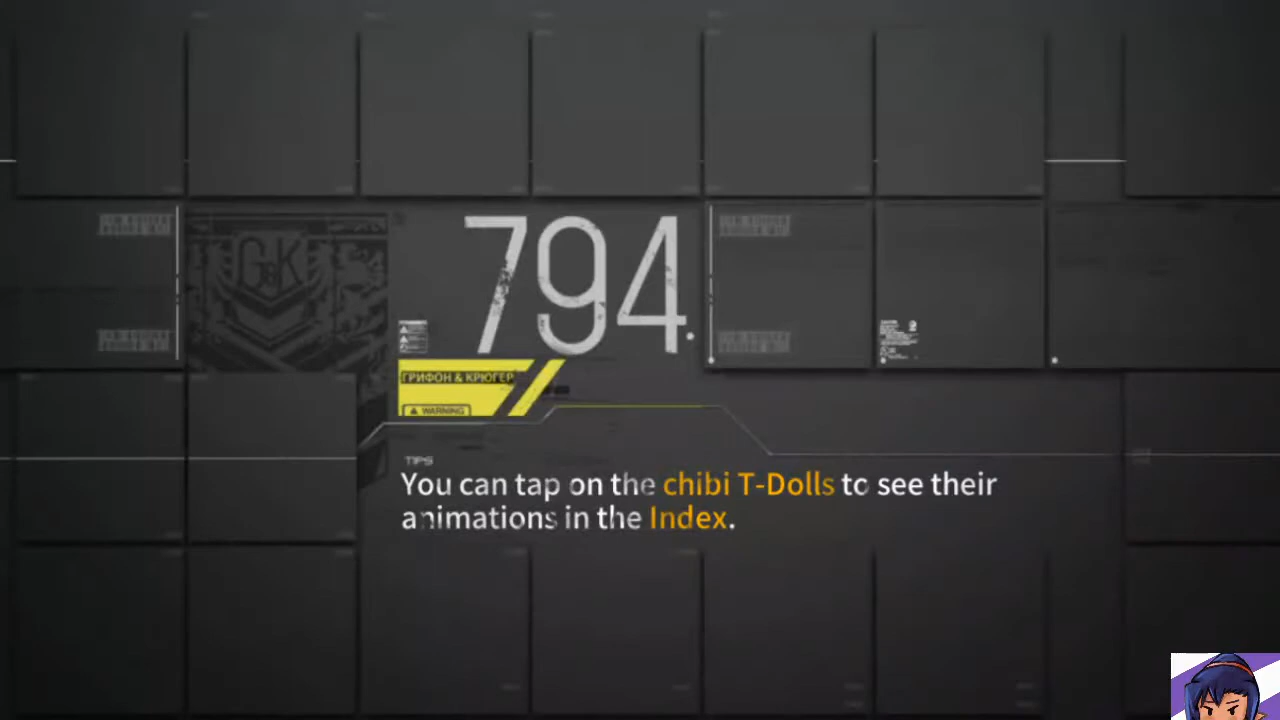 G&K
794.
ГРИФОН & КРЮГЕР
WARNING
TIPS
You can tap on the chibi T-Dolls to see their
animations in the Index.